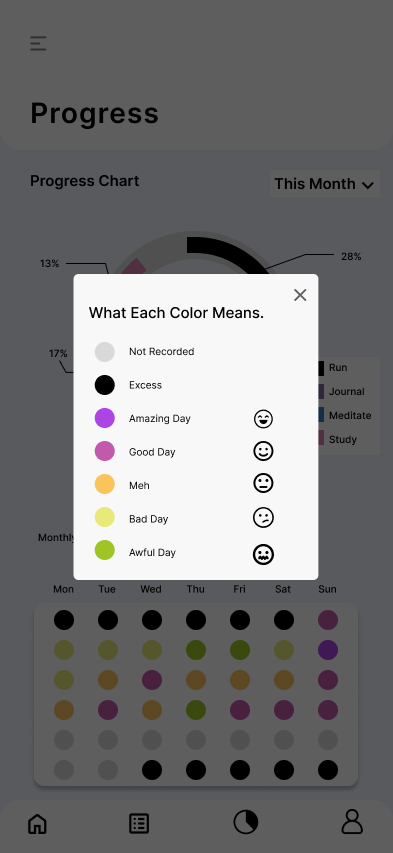 Progress
Progress Chart
This Month
13%
28%
17%
What Each Color Means.
Not Recorded
Excess
Amazing Day
Good Day
Meh
Bad Day
Awful Day
Run
Journal
Meditate
Study
Monthly
Mon Tue Wed Thu Fri Sat Sun